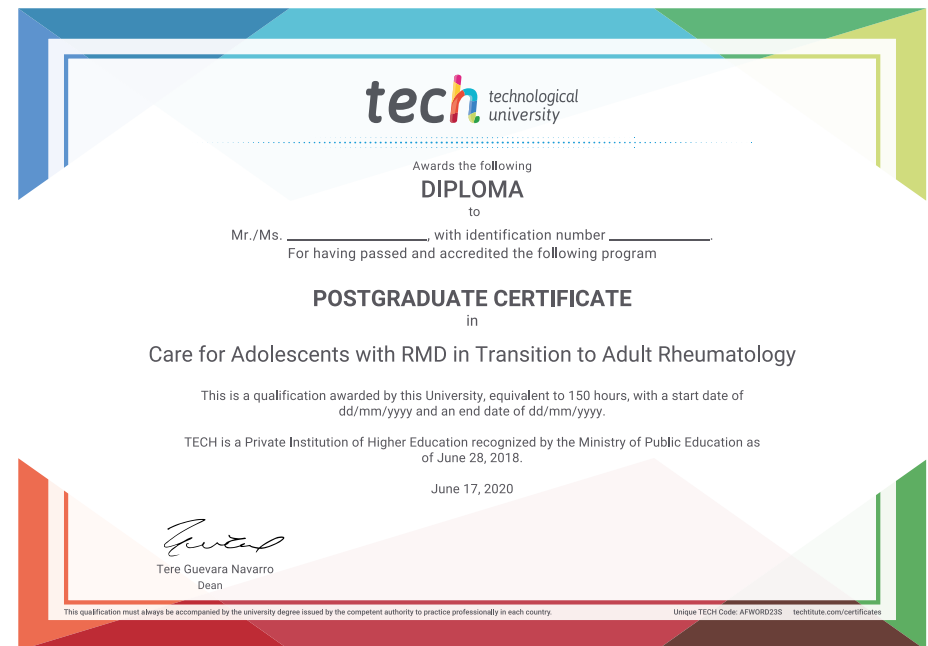 tech technological
university
Awards the following
DIPLOMA
to
Mr./Ms. ____________________, with identification number ______________.
For having passed and accredited the following program
POSTGRADUATE CERTIFICATE
in
Care for Adolescents with RMD in Transition to Adult Rheumatology
This is a qualification awarded by this University, equivalent to 150 hours, with a start date of
dd/mm/yyyy and an end date of dd/mm/yyyy.
TECH is a Private Institution of Higher Education recognized by the Ministry of Public Education as
of June 28, 2018.
June 17, 2020
Tere Guevara Navarro
Dean
This qualification must always be accompanied by the university degree issued by the competent authority to practice professionally in each country. Unique TECH Code: AFWORD23S techtitute.com/certificates